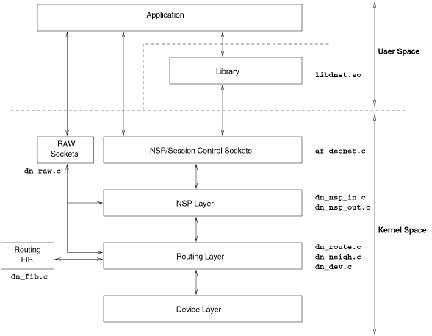 Application
User Space
Library
libdnet.so
RAW
Sockets
NSP/Session Control Sockets
af_decnet.c
dn_raw.c
NSP Layer
dn_nsp_in.c
dn_nsp_out.c
Kernel Space
Routing
FIB
Routing Layer
dn_route.c
dn_neigh.c
dn_dev.c
dn_fib.c
Device Layer